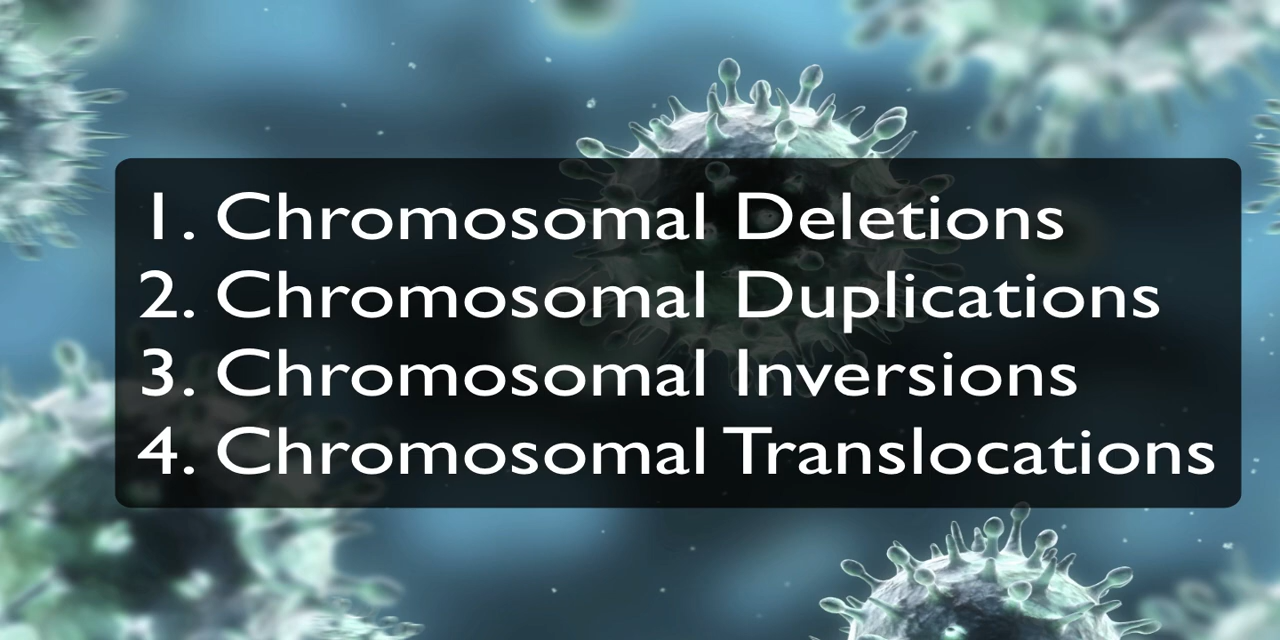 1. Chromosomal Deletions
2. Chromosomal Duplications
3. Chromosomal Inversions
4. Chromosomal Translocations